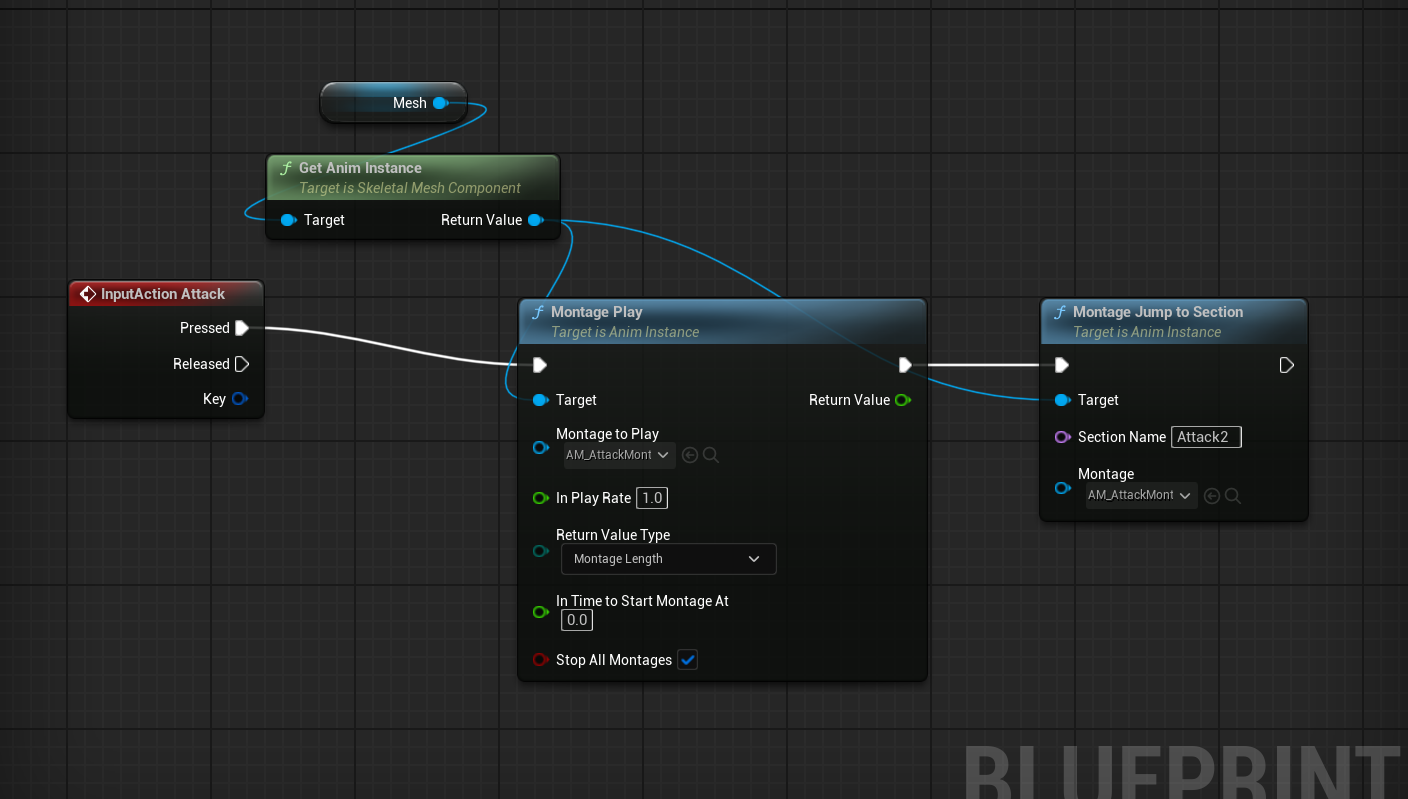 Mesh
f Get Anim Instance
Target is Skeletal Mesh Component
Target Return Value
InputAction Attack
Pressed
Released
Key
f Montage Play
Target is Anim Instance
Target Return Value
Montage to Play
AM_AttackMont
In Play Rate 1.0
Return Value Type
Montage Length
In Time to Start Montage At
0.0
Stop All Montages
f Montage Jump to Section
Target is Anim Instance
Target
Section Name Attack2
Montage
AM_AttackMont
BLUEPRINT